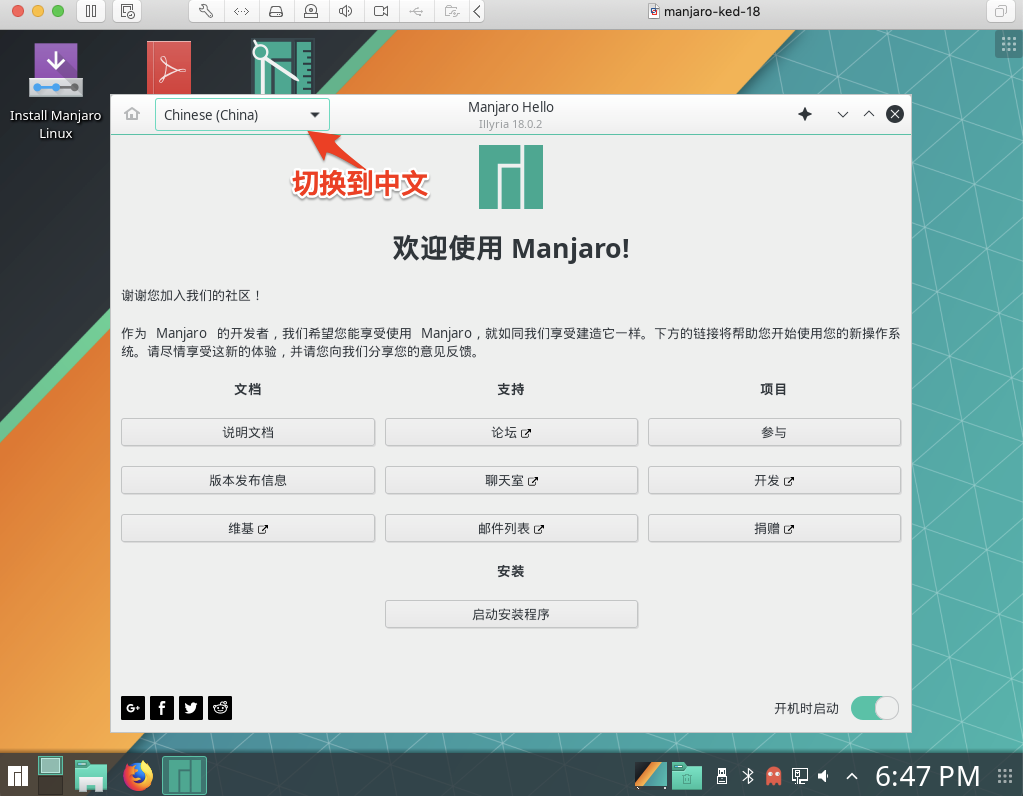 manjaro-ked-18
Install Manjaro
Linux
Chinese (China)
Manjaro Hello
Illyria 18.0.2
切换到中文
欢迎使用 Manjaro!
谢谢您加入我们的社区！
作为 Manjaro 的开发者，我们希望您能享受使用 Manjaro，就如同我们享受建造它一样。下方的链接将帮助您开始使用您的新操作系
统。请尽情享受这新的体验，并请您向我们分享您的意见反馈。
文档
支持
项目
说明文档
论坛
参与
版本发布信息
聊天室
开发
维基
邮件列表
捐赠
安装
启动安装程序
G+
开机时启动
6:47 PM